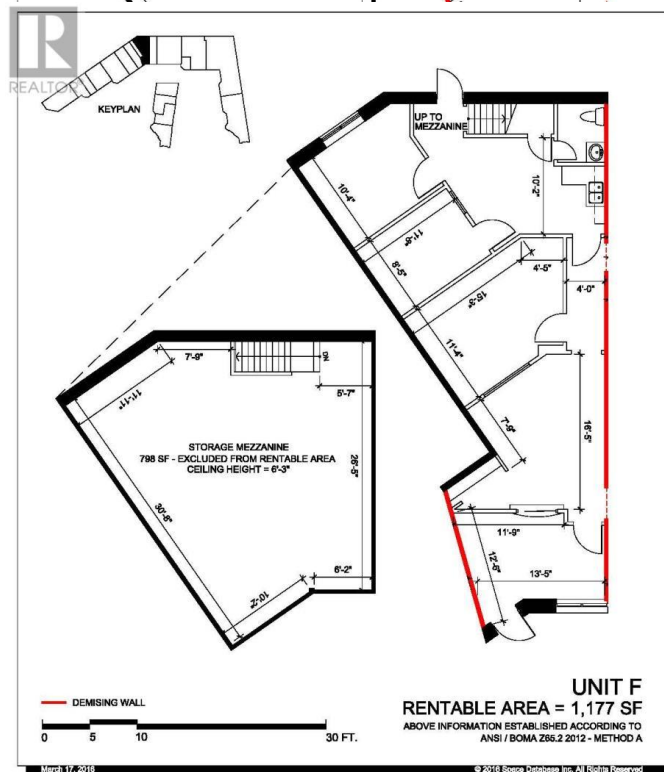 REALTOR®
KEYPLAN
UP TO
MEZZANINE
10'-4"
11'-8"
10'-2"
8'-5"
4'-5"
4'-0"
15'-3"
11'-4"
7'-9"
16'-5"
11'-9"
12'-6"
13'-5"
7'-9"
DN
11'-11"
5'-7"
STORAGE MEZZANINE
798 SF - EXCLUDED FROM RENTABLE AREA
CEILING HEIGHT = 6'-3"
26'-5"
30'-8"
6'-2"
10'-2"
UNIT F
RENTABLE AREA = 1,177 SF
ABOVE INFORMATION ESTABLISHED ACCORDING TO
ANSI / BOMA Z65.2 2012 - METHOD A
DEMISING WALL
0 5 10 30 FT.
March 17, 2016
© 2016 Space Database Inc. All Rights Reserved